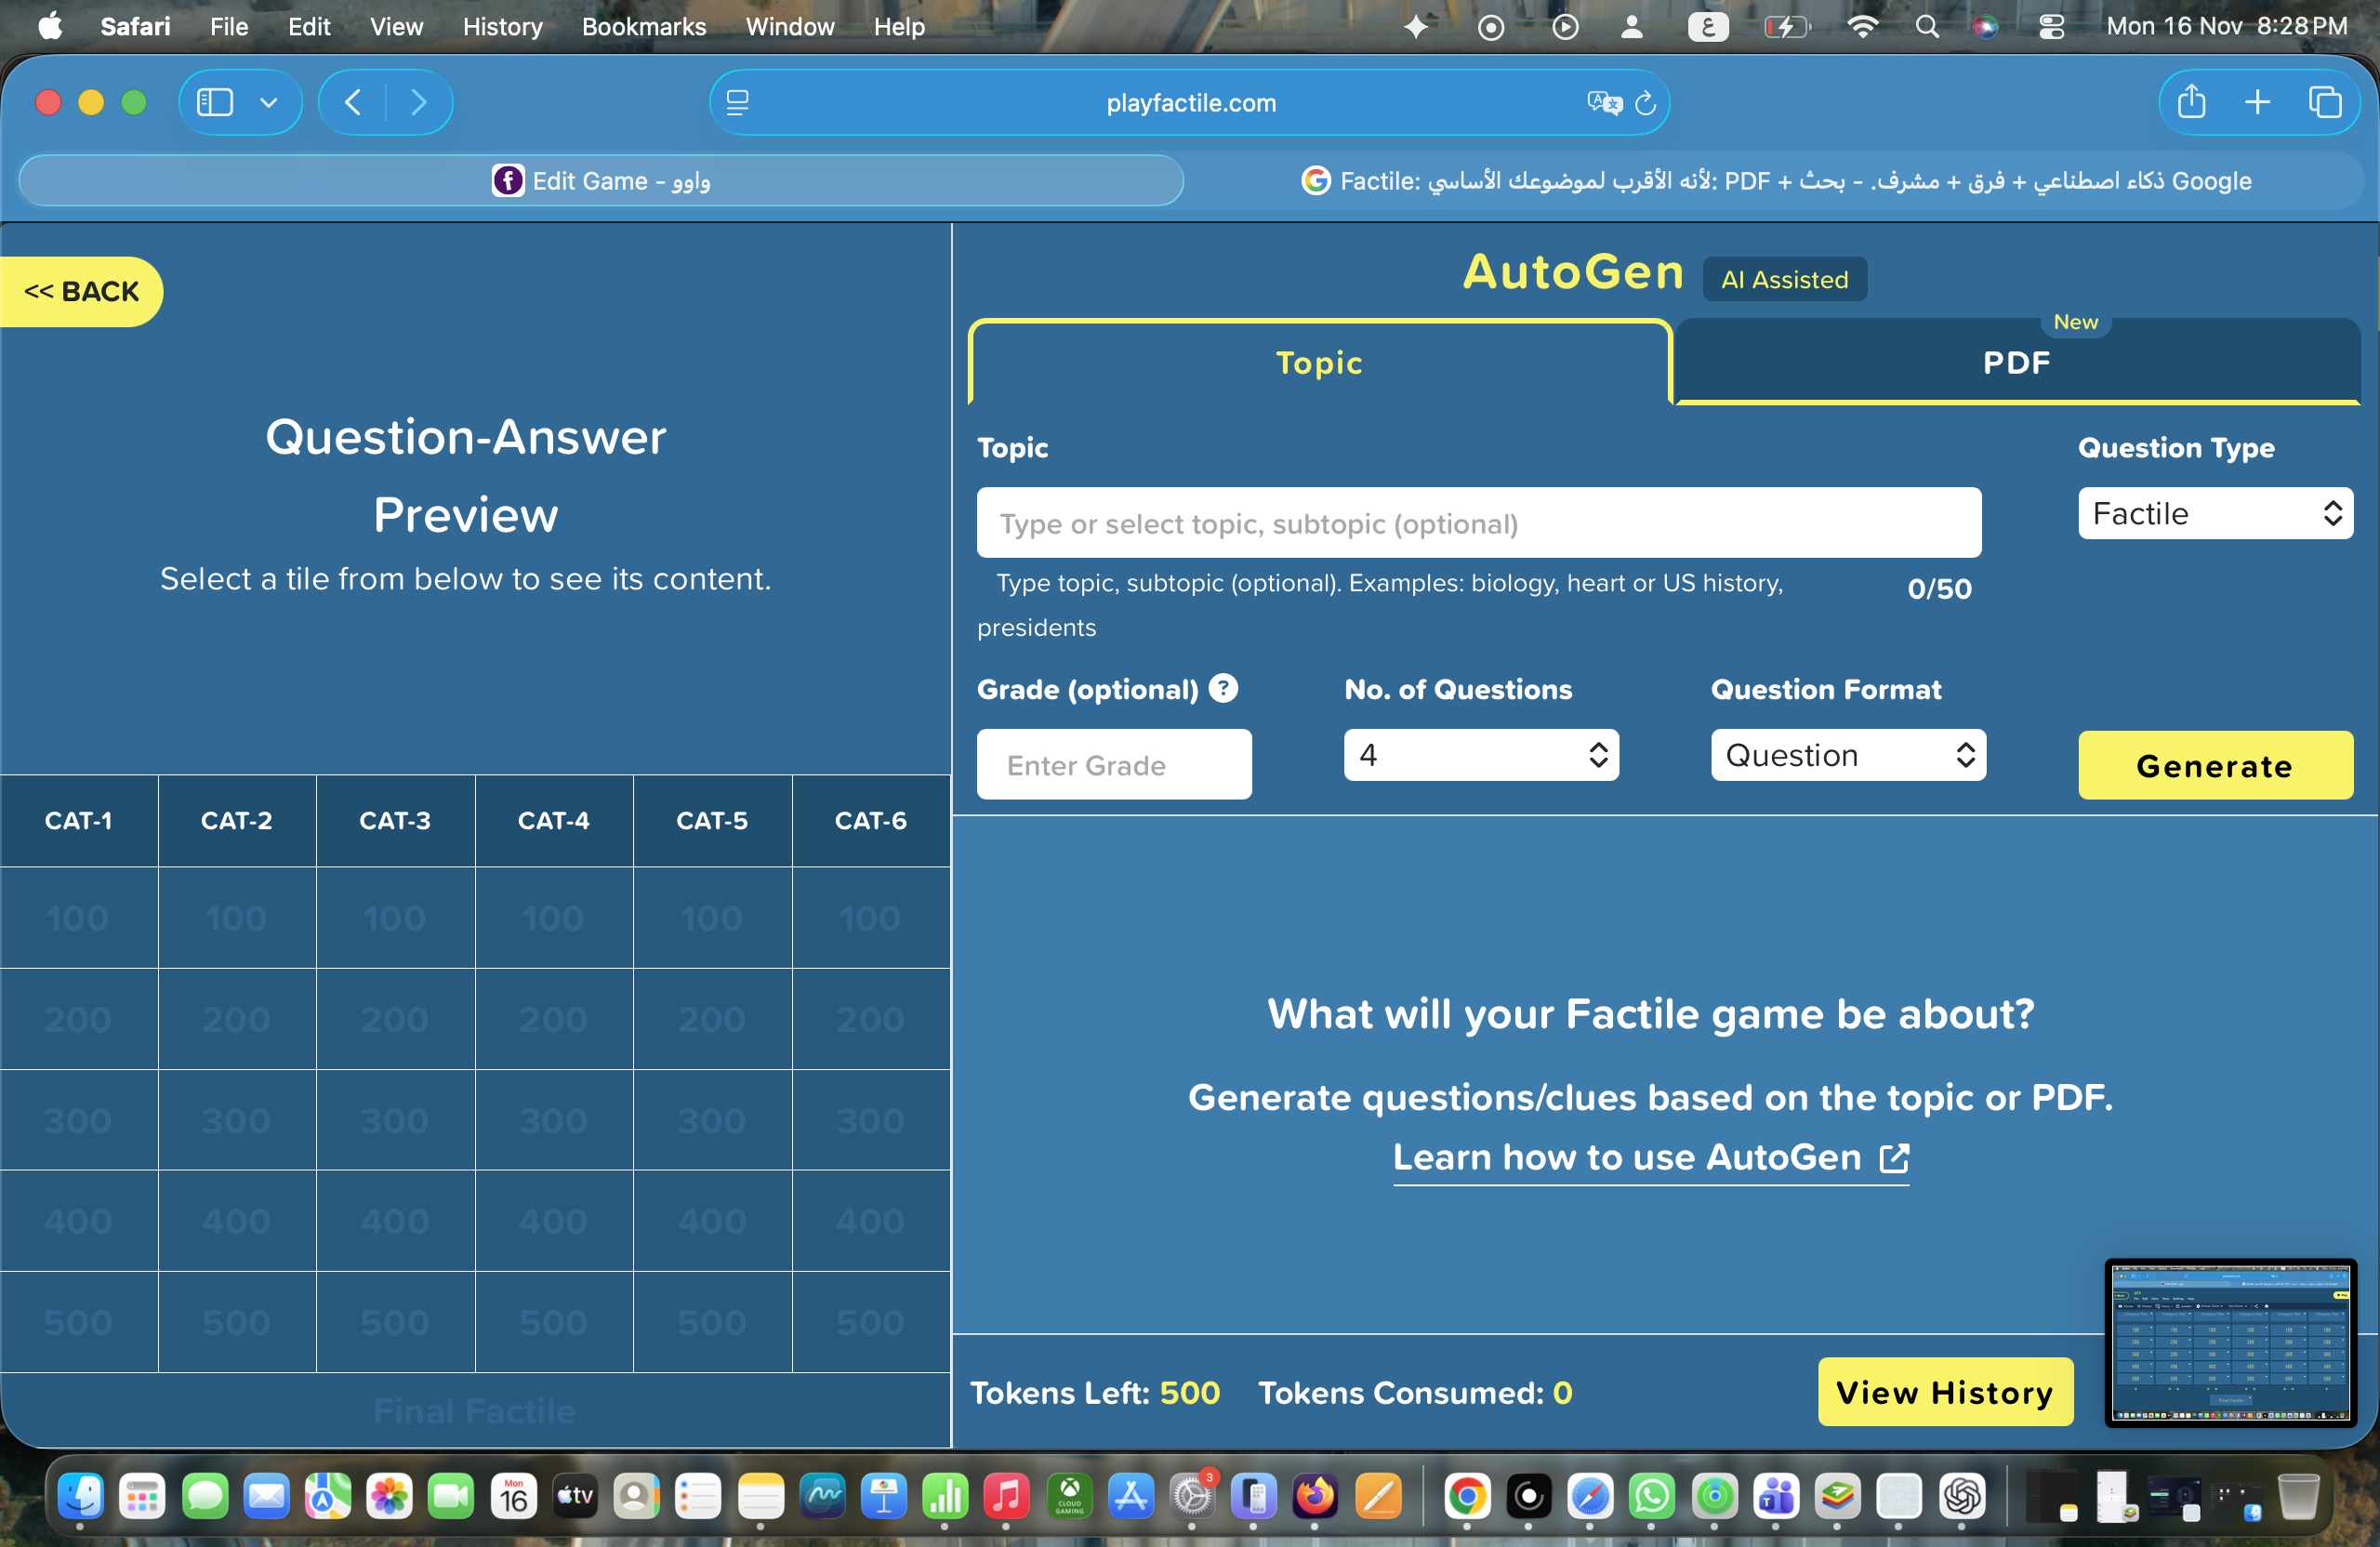 Safari File Edit View History Bookmarks Window Help ع Mon 16 Nov 8:28 PM
playfactile.com
Edit Game - واوو
Factile: لأنه الأقرب لموضوعك الأساسي: PDF + ذكاء اصطناعي + فرق + مشرف. - بحث Google
<< BACK
Question-Answer
Preview
Select a tile from below to see its content.
CAT-1 CAT-2 CAT-3 CAT-4 CAT-5 CAT-6
100 100 100 100 100 100
200 200 200 200 200 200
300 300 300 300 300 300
400 400 400 400 400 400
500 500 500 500 500 500
Final Factile
AutoGen AI Assisted
Topic
New
PDF
Topic
Question Type
Type or select topic, subtopic (optional)
Factile
Type topic, subtopic (optional). Examples: biology, heart or US history,
presidents
0/50
Grade (optional) ?
No. of Questions
Question Format
Enter Grade
4
Question
Generate
What will your Factile game be about?
Generate questions/clues based on the topic or PDF.
Learn how to use AutoGen
Tokens Left: 500 Tokens Consumed: 0
View History
Mon
16
tv
CLOUD
GAMING
3